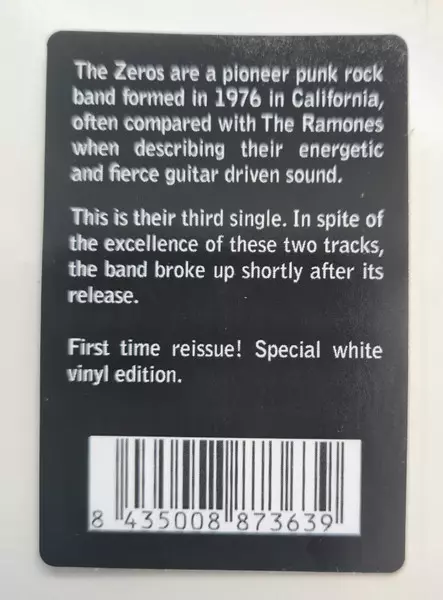 The Zeros are a pioneer punk rock
band formed in 1976 in California,
often compared with The Ramones
when describing their energetic
and fierce guitar driven sound.
This is their third single. In spite of
the excellence of these two tracks,
the band broke up shortly after its
release.
First time reissue! Special white
vinyl edition.
8 435008 873639